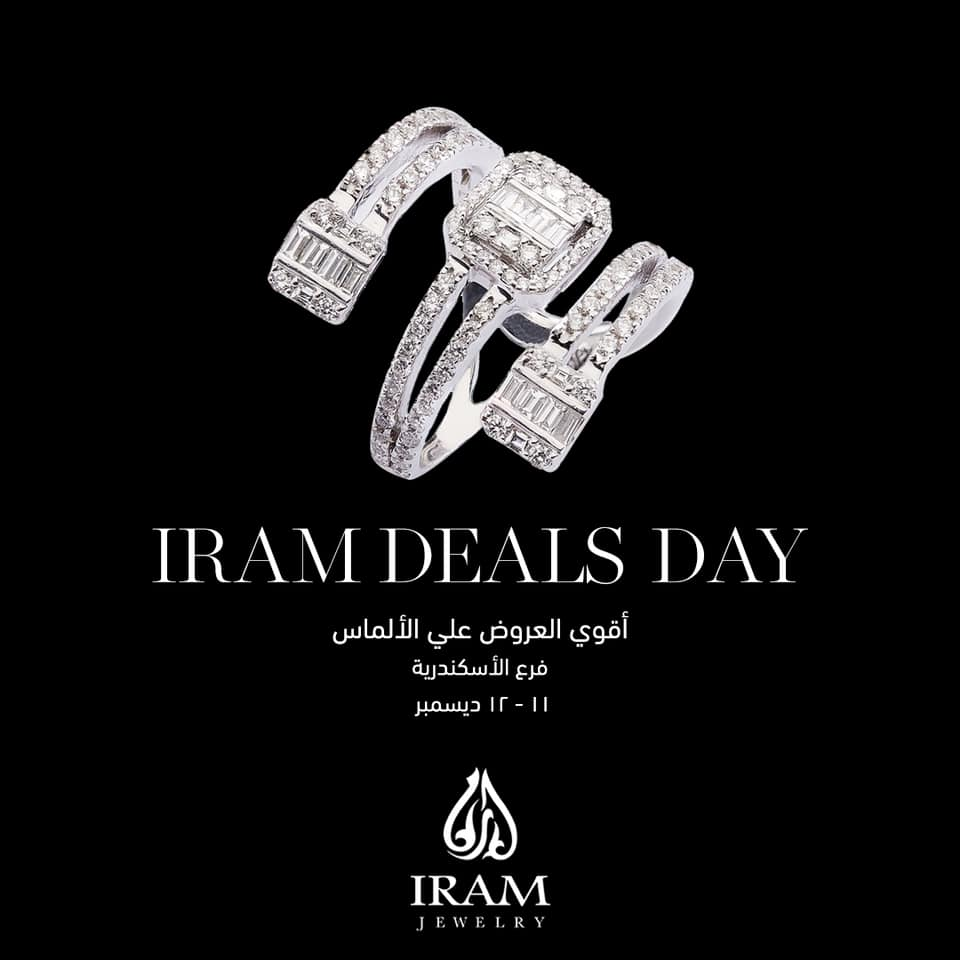 IRAM DEALS DAY
أقوي العروض علي الألماس
فرع الأسكندرية
١١ - ١٢ ديسمبر
IRAM
JEWELRY